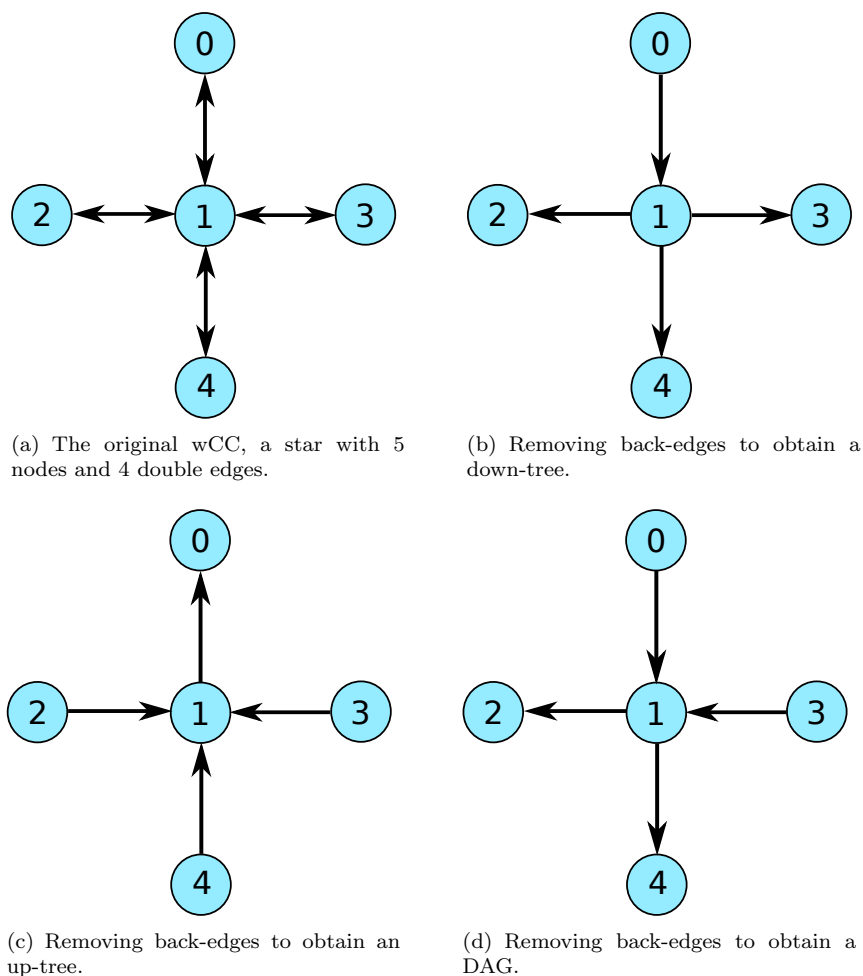 0
2
1
3
4
(a) The original wCC, a star with 5
nodes and 4 double edges.
0
2
1
3
4
(b) Removing back-edges to obtain a
down-tree.
0
2
1
3
4
(c) Removing back-edges to obtain an
up-tree.
0
2
1
3
4
(d) Removing back-edges to obtain a
DAG.